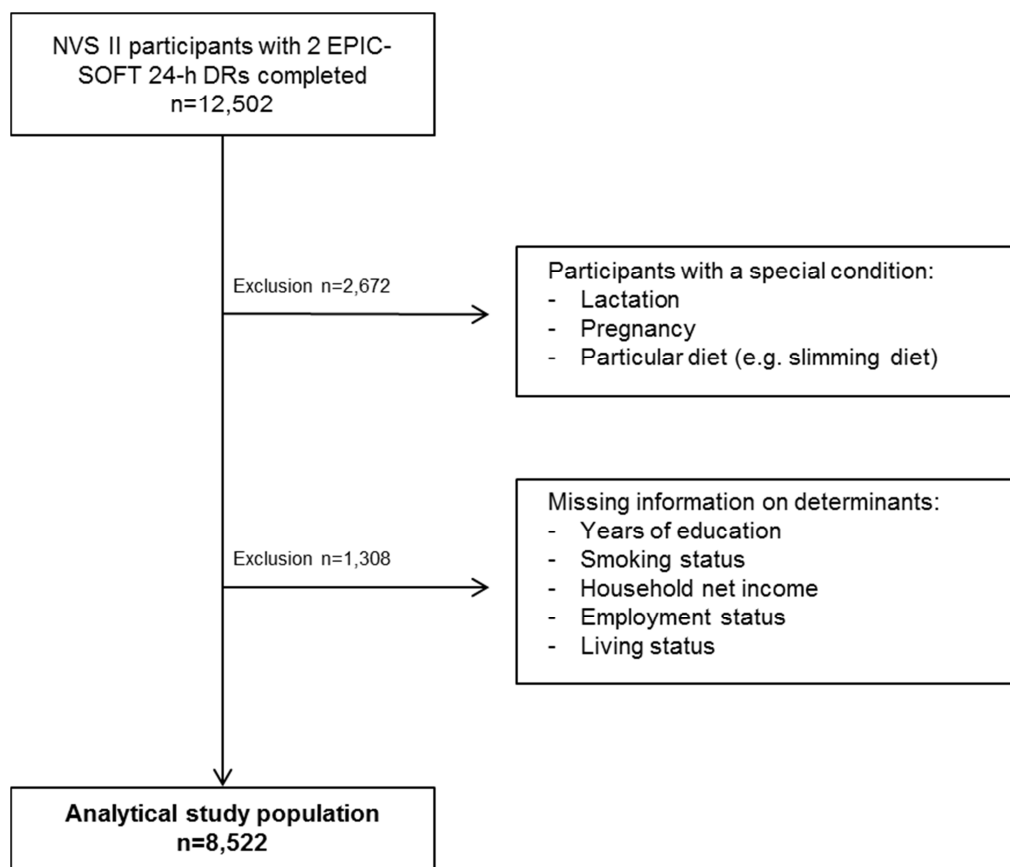 NVS II participants with 2 EPIC-
SOFT 24-h DRs completed
n=12,502
Exclusion n=2,672
Participants with a special condition:
- Lactation
- Pregnancy
- Particular diet (e.g. slimming diet)
Exclusion n=1,308
Missing information on determinants:
- Years of education
- Smoking status
- Household net income
- Employment status
- Living status
Analytical study population
n=8,522